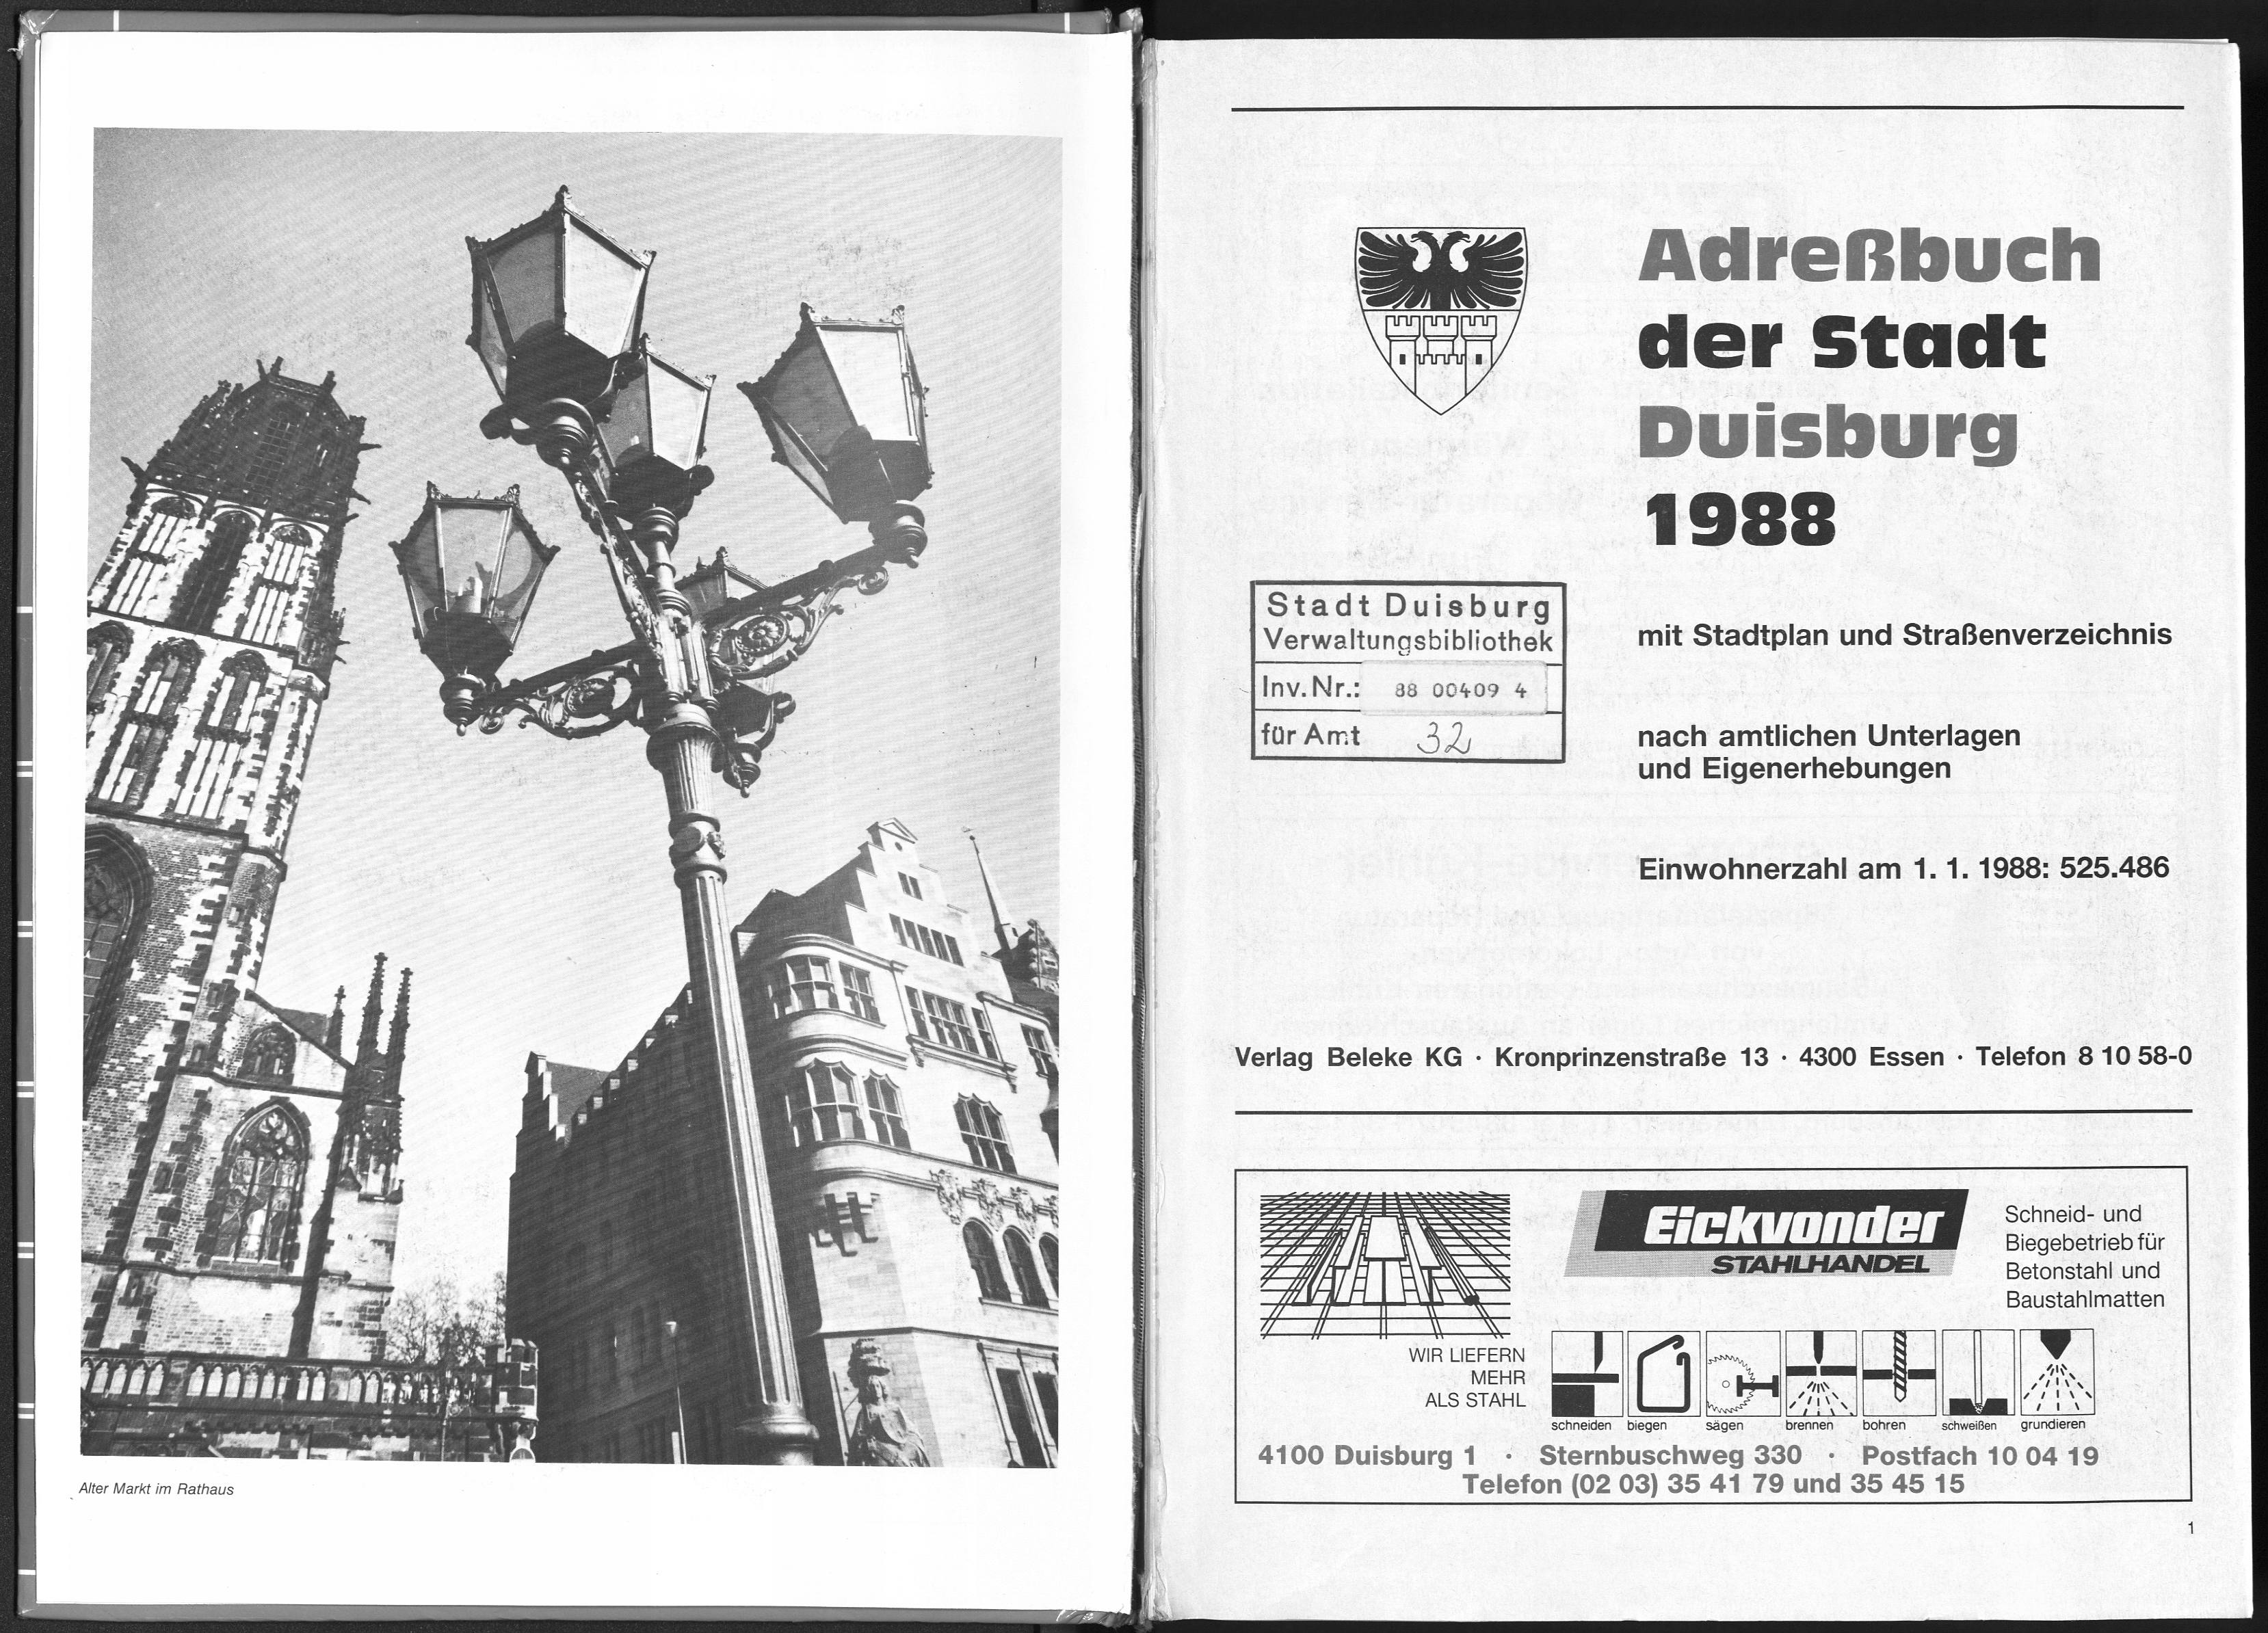 Alter Markt im Rathaus
Adreßbuch
der Stadt
Duisburg
1988
Stadt Duisburg
Verwaltungsbibliothek
Inv. Nr.: 88 00409 4
für Amt 32
mit Stadtplan und Straßenverzeichnis
nach amtlichen Unterlagen
und Eigenerhebungen
Einwohnerzahl am 1. 1. 1988: 525.486
Verlag Beleke KG · Kronprinzenstraße 13 · 4300 Essen · Telefon 8 10 58-0
Eickvonder
STAHLHANDEL
Schneid- und
Biegebetrieb für
Betonstahl und
Baustahlmatten
WIR LIEFERN
MEHR
ALS STAHL
schneiden biegen sägen brennen bohren schweißen grundieren
4100 Duisburg 1 · Sternbuschweg 330 · Postfach 10 04 19
Telefon (02 03) 35 41 79 und 35 45 15
1